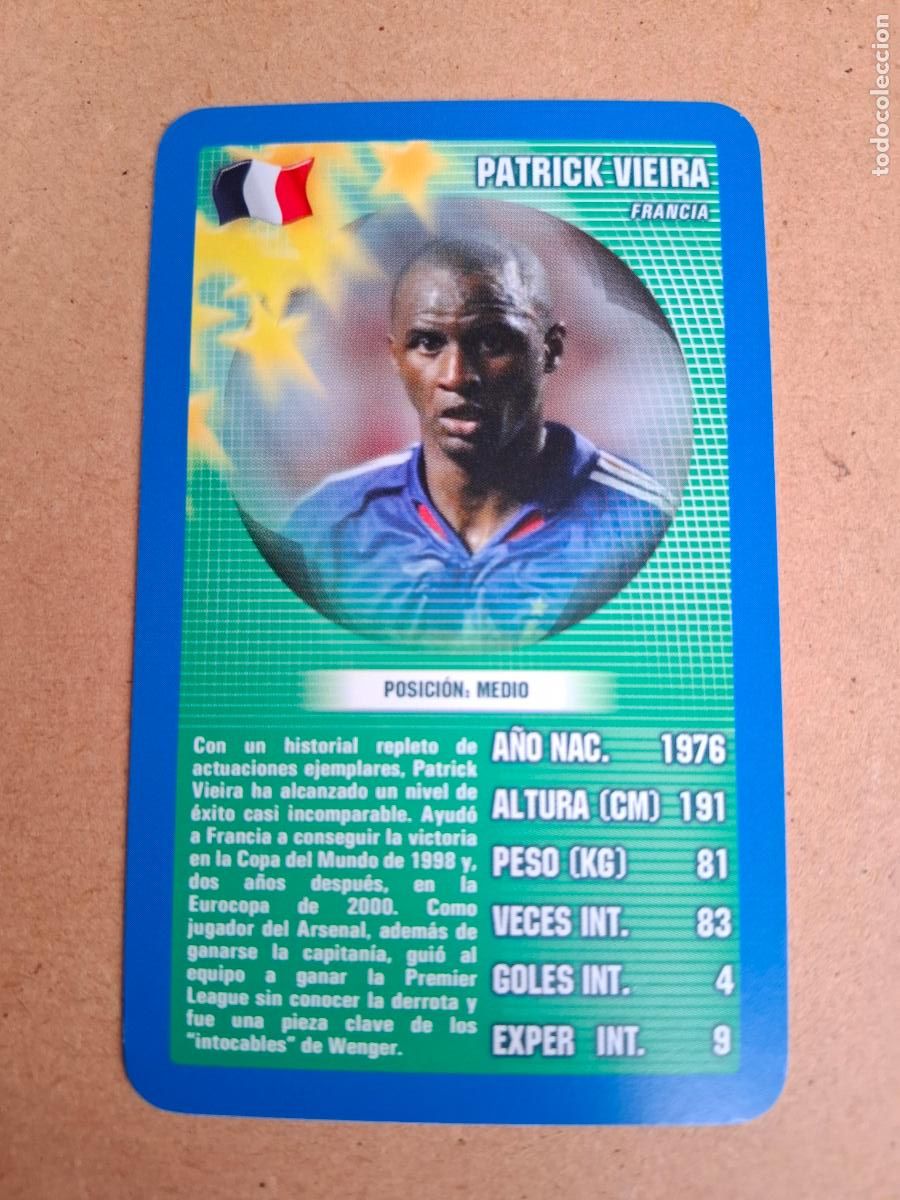 todocoleccion
PATRICK VIEIRA
FRANCIA
POSICIÓN: MEDIO
Con un historial repleto de
actuaciones ejemplares, Patrick
Vieira ha alcanzado un nivel de
éxito casi incomparable. Ayudó
a Francia a conseguir la victoria
en la Copa del Mundo de 1998 y,
dos años después, en la
Eurocopa de 2000. Como
jugador del Arsenal, además de
ganarse la capitanía, guió al
equipo a ganar la Premier
League sin conocer la derrota y
fue una pieza clave de los
"intocables" de Wenger.
AÑO NAC. 1976
ALTURA (CM) 191
PESO (KG) 81
VECES INT. 83
GOLES INT. 4
EXPER INT. 9